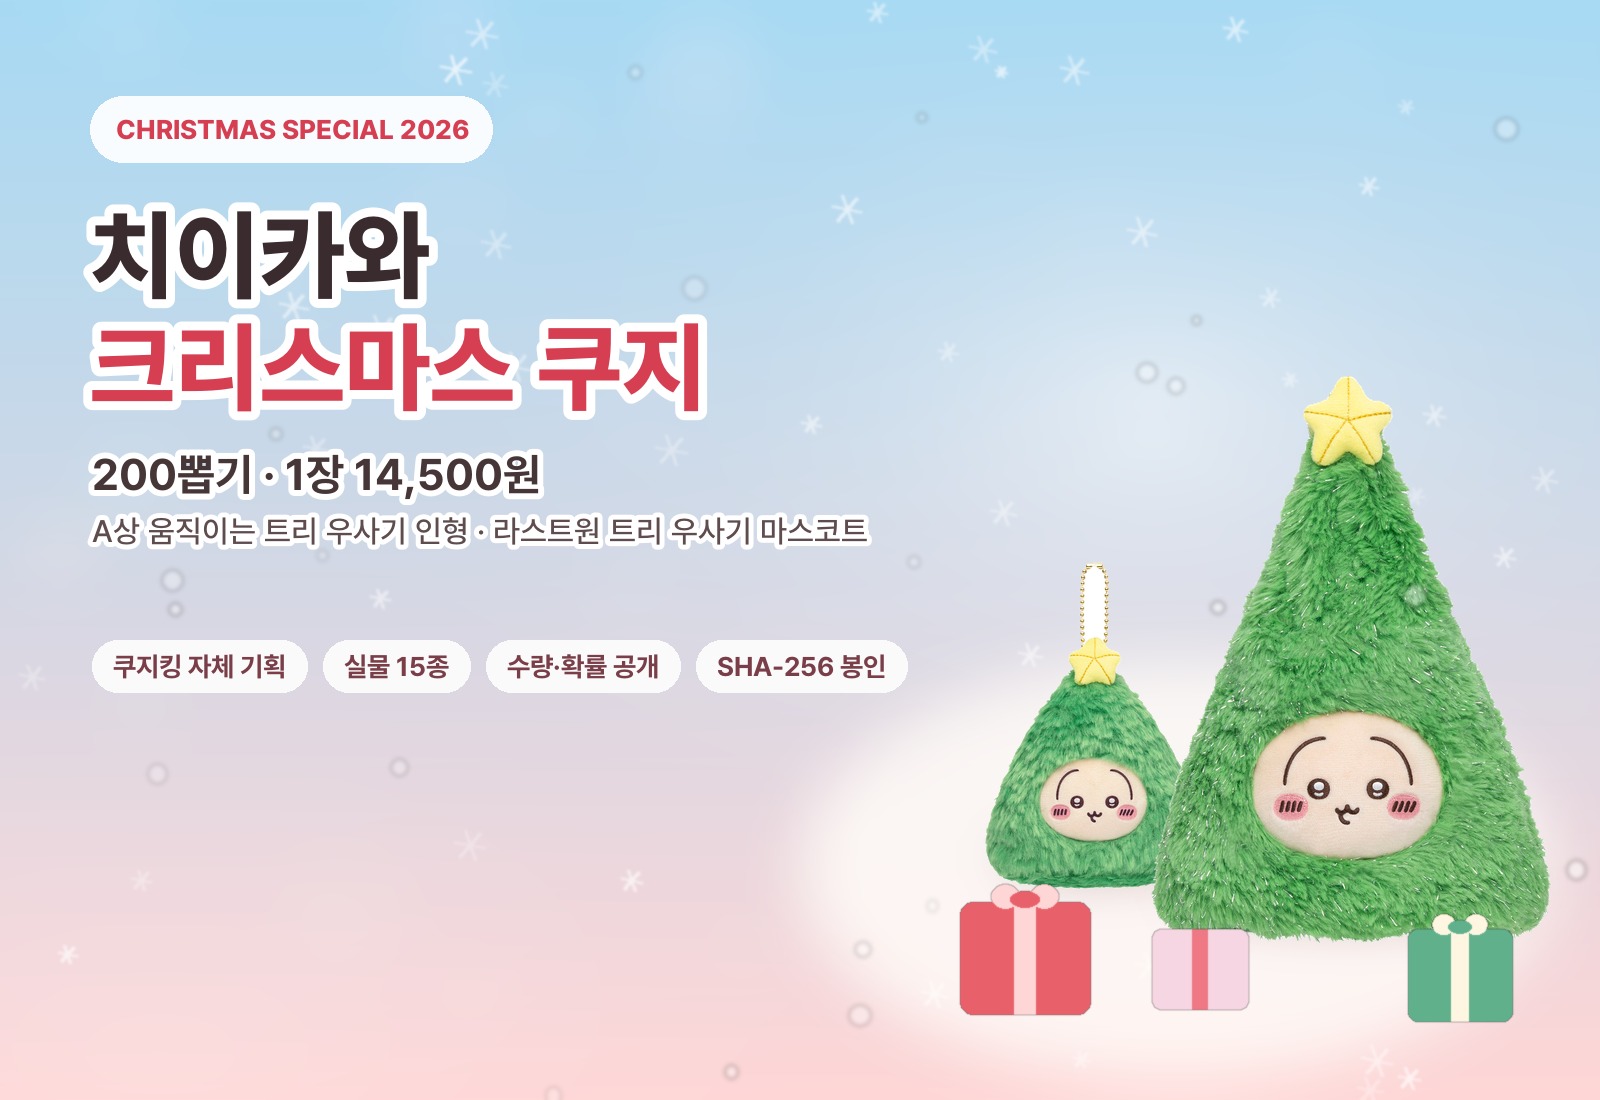 CHRISTMAS SPECIAL 2026
치이카와
크리스마스 쿠지
200뽑기 · 1장 14,500원
A상 움직이는 트리 우사기 인형 · 라스트원 트리 우사기 마스코트
쿠지킹 자체 기획
실물 15종
수량·확률 공개
SHA-256 봉인